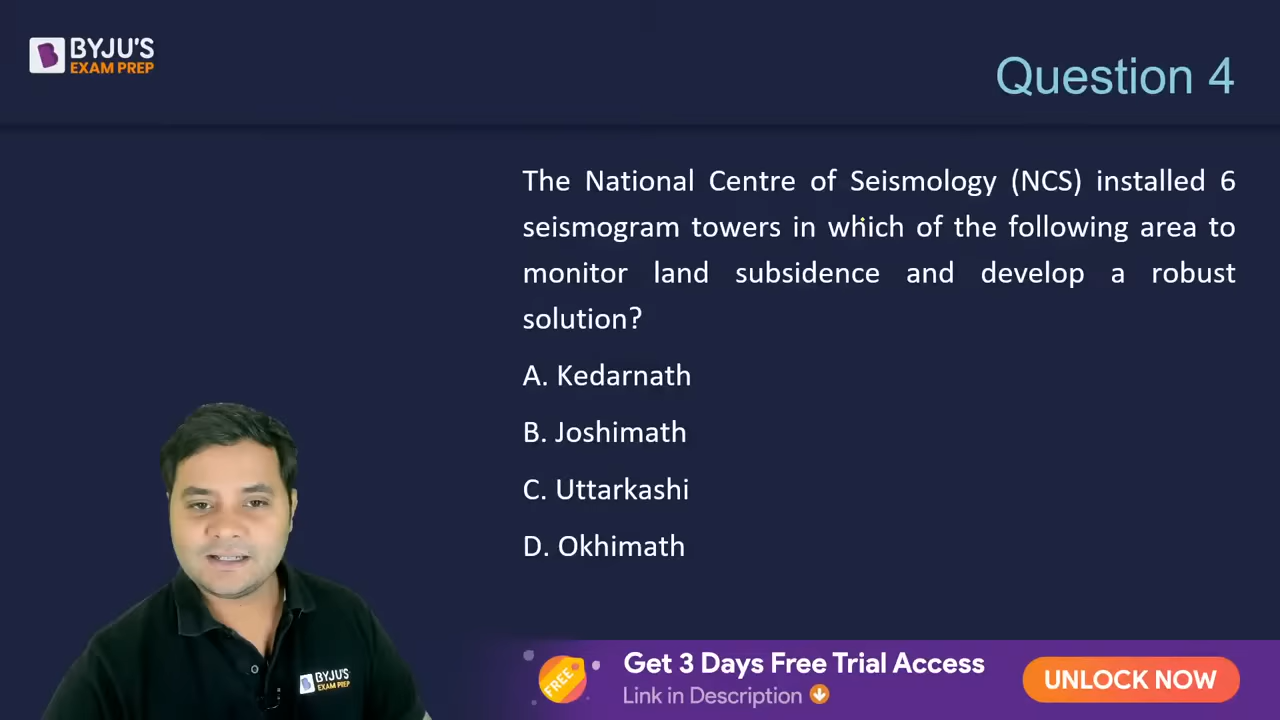 BYJU'S
EXAM PREP
Question 4
The National Centre of Seismology (NCS) installed 6
seismogram towers in which of the following area to
monitor land subsidence and develop a robust
solution?
A. Kedarnath
B. Joshimath
C. Uttarkashi
D. Okhimath
BYJU'S
EXAM PREP
FREE
Get 3 Days Free Trial Access
Link in Description
UNLOCK NOW